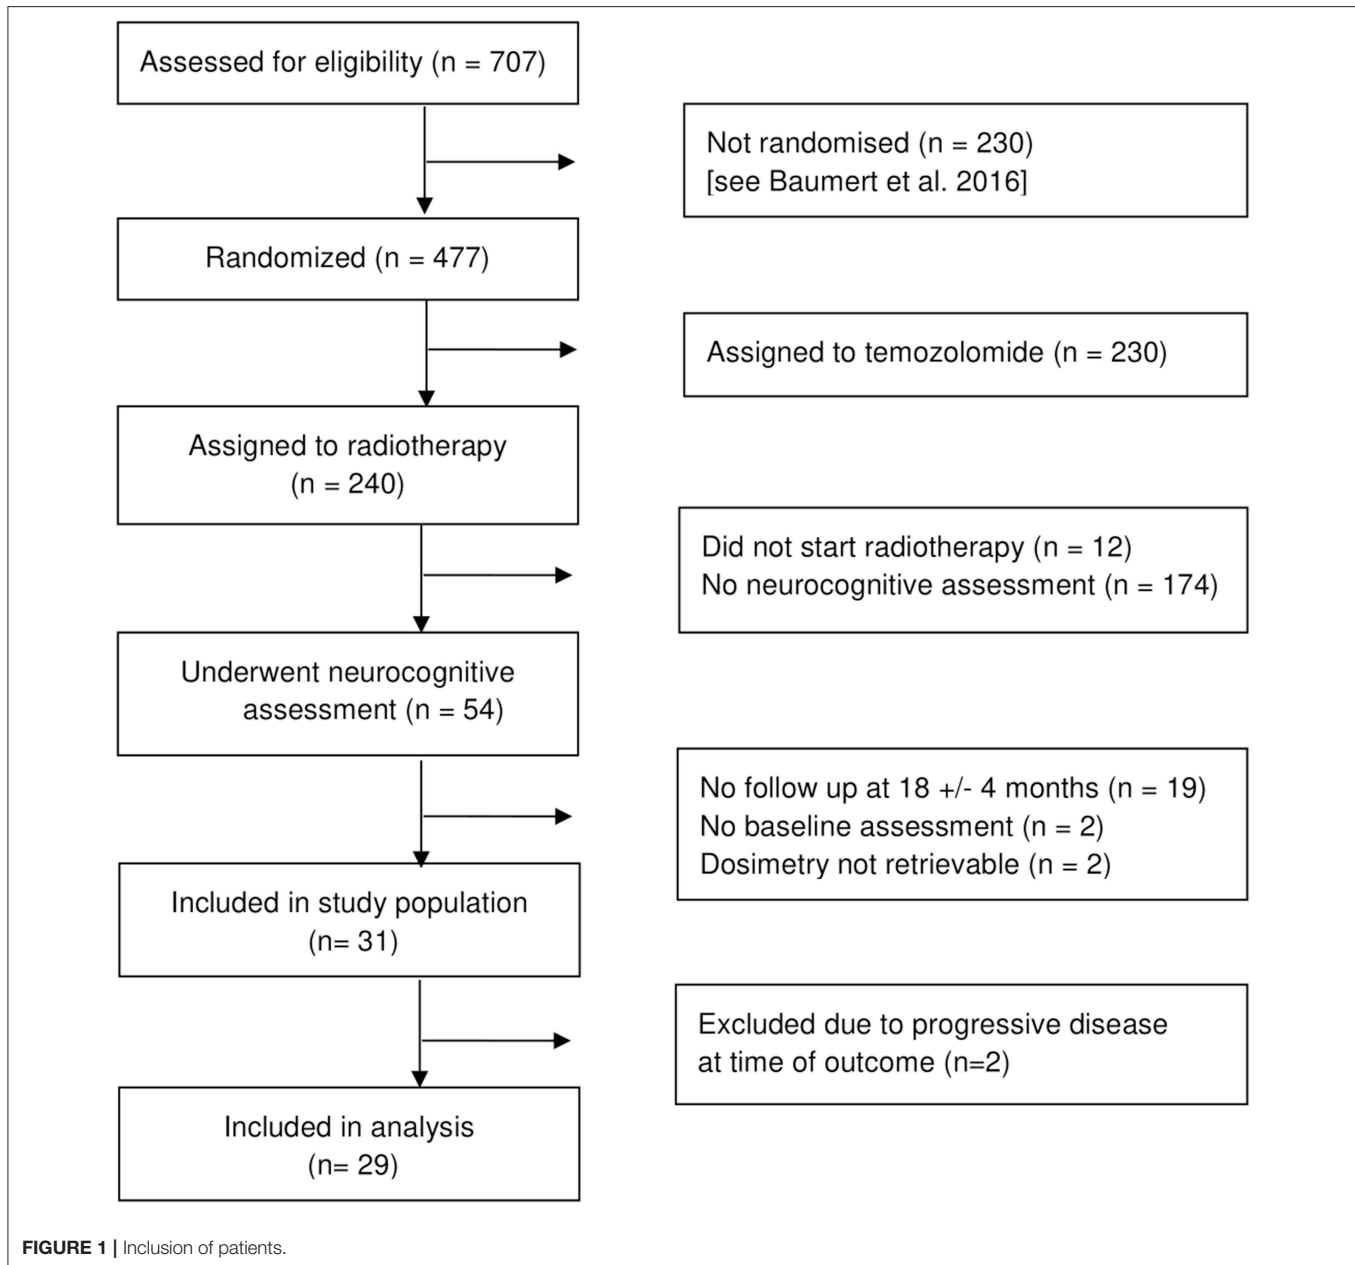 Assessed for eligibility (n = 707)
Not randomised (n = 230)
[see Baumert et al. 2016]
Randomized (n = 477)
Assigned to temozolomide (n = 230)
Assigned to radiotherapy
(n = 240)
Did not start radiotherapy (n = 12)
No neurocognitive assessment (n = 174)
Underwent neurocognitive
assessment (n = 54)
No follow up at 18 +/- 4 months (n = 19)
No baseline assessment (n = 2)
Dosimetry not retrievable (n = 2)
Included in study population
(n= 31)
Excluded due to progressive disease
at time of outcome (n=2)
Included in analysis
(n= 29)
FIGURE 1 | Inclusion of patients.